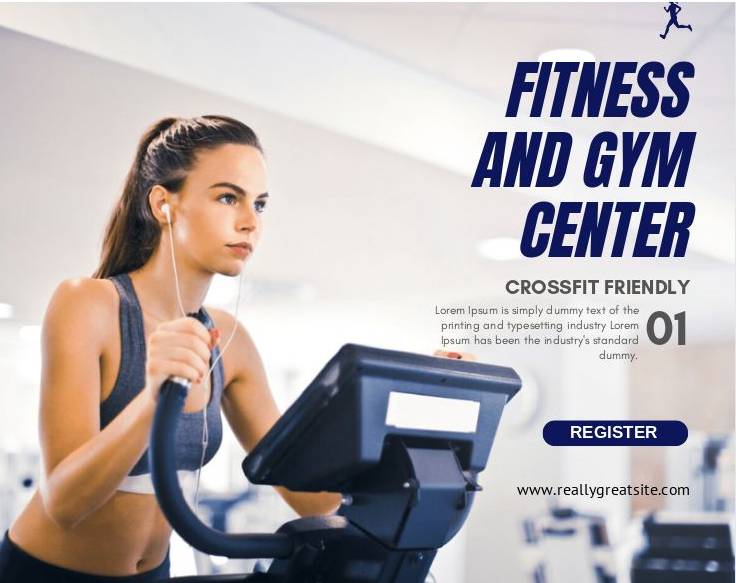 FITNESS
AND GYM
CENTER
CROSSFIT FRIENDLY
Lorem Ipsum is simply dummy text of the
printing and typesetting industry Lorem
Ipsum has been the industry's standard
dummy.
01
REGISTER
www.reallygreatsite.com